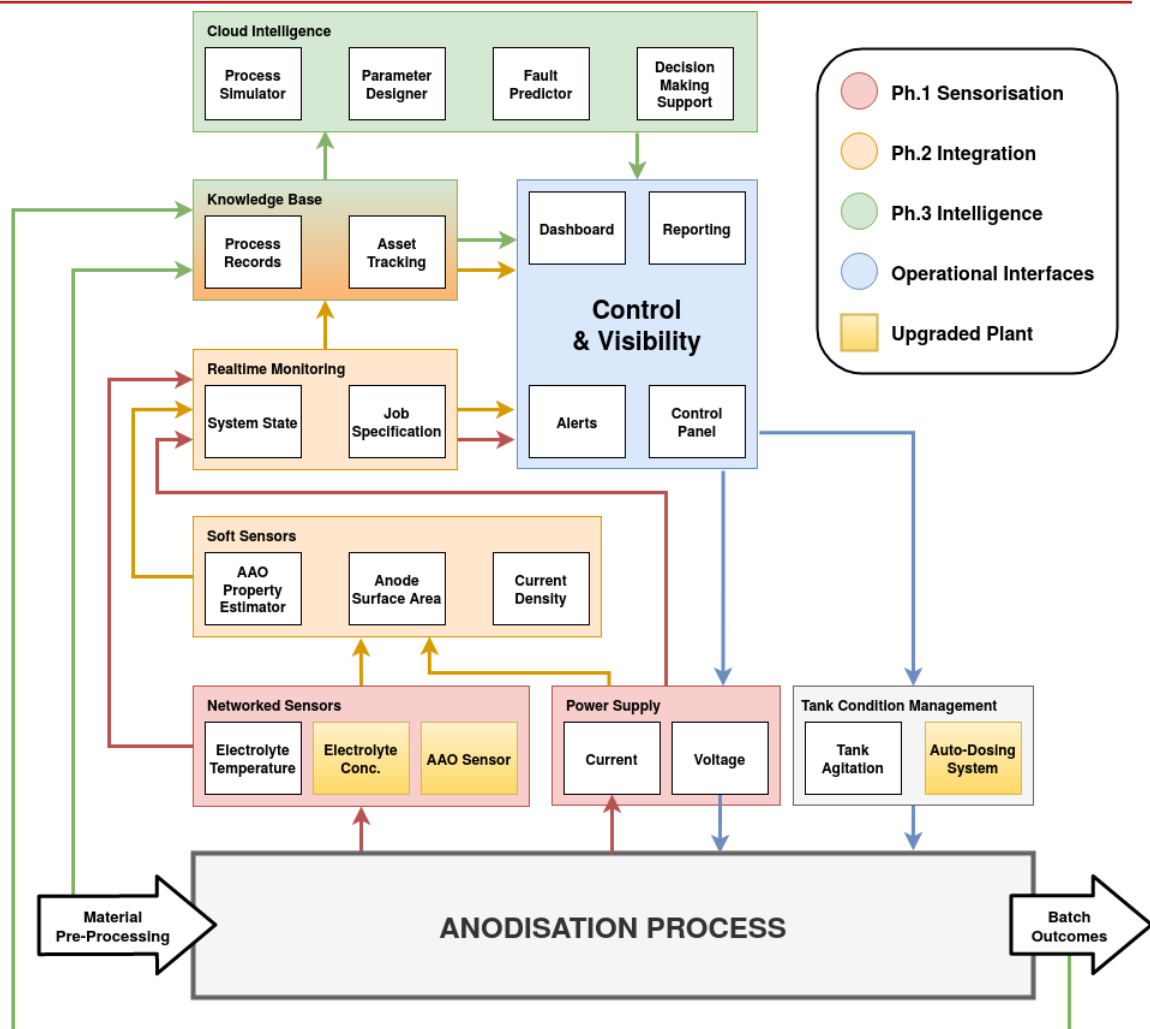 Cloud Intelligence
Process
Simulator
Parameter
Designer
Fault
Predictor
Decision
Making
Support
Ph.1 Sensorisation
Ph.2 Integration
Ph.3 Intelligence
Operational Interfaces
Upgraded Plant
Knowledge Base
Process
Records
Asset
Tracking
Dashboard
Reporting
Control
& Visibility
Alerts
Control
Panel
Realtime Monitoring
System State
Job
Specification
Soft Sensors
AAO
Property
Estimator
Anode
Surface Area
Current
Density
Networked Sensors
Electrolyte
Temperature
Electrolyte
Conc.
AAO Sensor
Power Supply
Current
Voltage
Tank Condition Management
Tank
Agitation
Auto-Dosing
System
Material
Pre-Processing
ANODISATION PROCESS
Batch
Outcomes